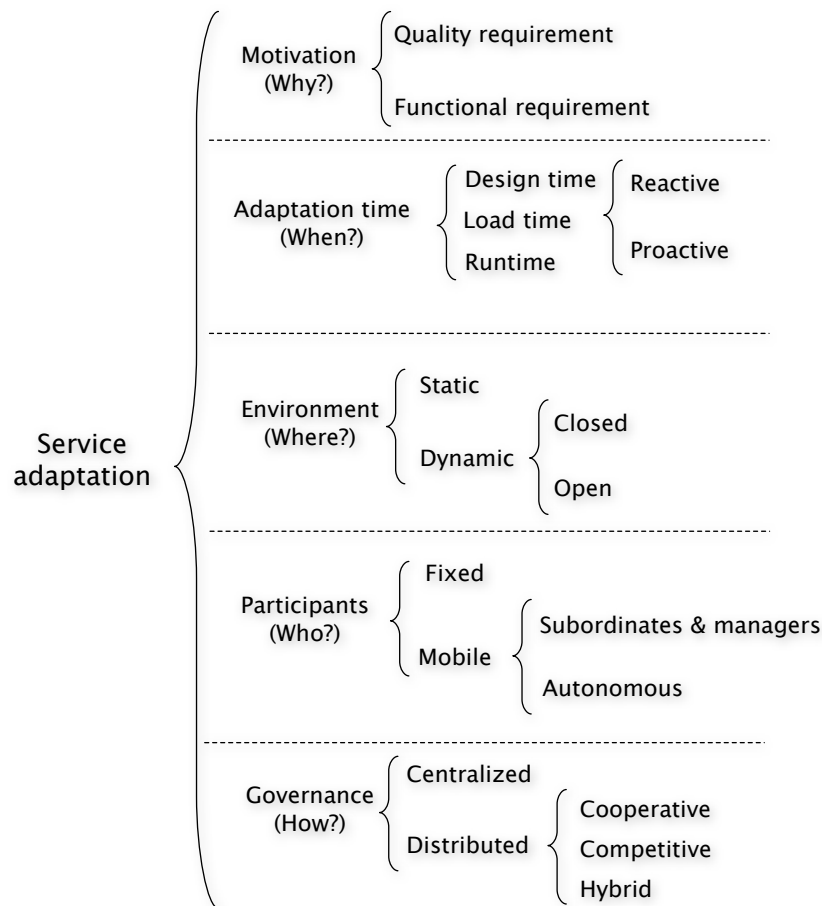 Service
adaptation
Motivation
(Why?)
Quality requirement
Functional requirement
Adaptation time
(When?)
Design time
Load time
Runtime
Reactive
Proactive
Environment
(Where?)
Static
Dynamic
Closed
Open
Participants
(Who?)
Fixed
Mobile
Subordinates & managers
Autonomous
Governance
(How?)
Centralized
Distributed
Cooperative
Competitive
Hybrid